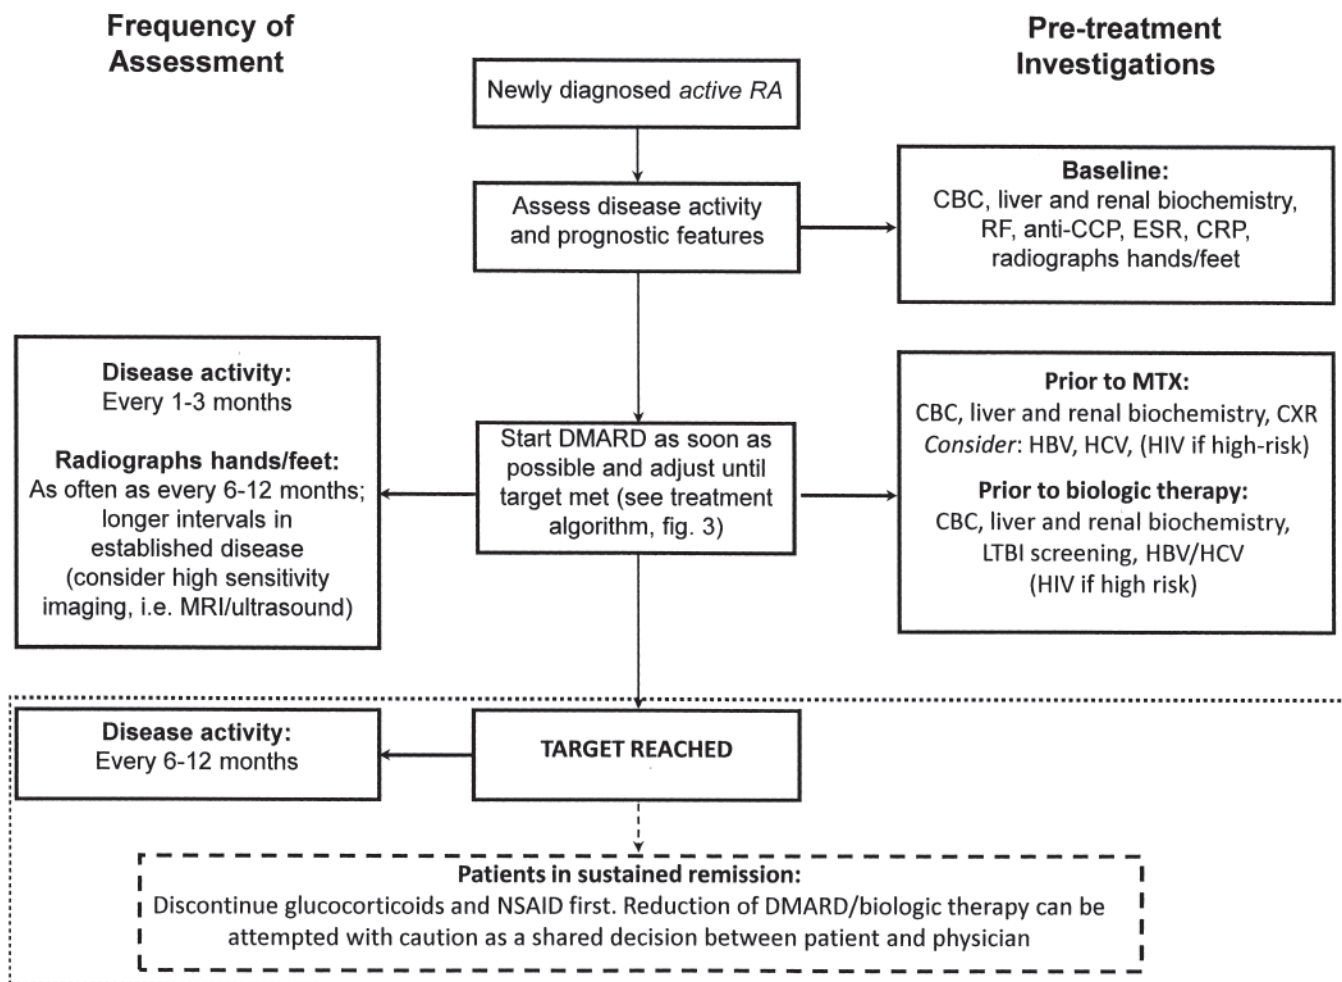 Frequency of
Assessment
Pre-treatment
Investigations
Newly diagnosed active RA
Assess disease activity
and prognostic features
Baseline:
CBC, liver and renal biochemistry,
RF, anti-CCP, ESR, CRP,
radiographs hands/feet
Disease activity:
Every 1-3 months
Radiographs hands/feet:
As often as every 6-12 months;
longer intervals in
established disease
(consider high sensitivity
imaging, i.e. MRI/ultrasound)
Start DMARD as soon as
possible and adjust until
target met (see treatment
algorithm, fig. 3)
Prior to MTX:
CBC, liver and renal biochemistry, CXR
Consider: HBV, HCV, (HIV if high-risk)
Prior to biologic therapy:
CBC, liver and renal biochemistry,
LTBI screening, HBV/HCV
(HIV if high risk)
Disease activity:
Every 6-12 months
TARGET REACHED
Patients in sustained remission:
Discontinue glucocorticoids and NSAID first. Reduction of DMARD/biologic therapy can be
attempted with caution as a shared decision between patient and physician